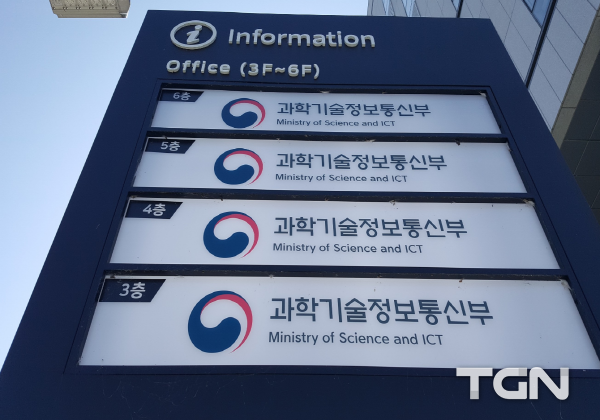 Information
Office (3F~6F)
6층
과학기술정보통신부
Ministry of Science and ICT
5층
과학기술정보통신부
Ministry of Science and ICT
4층
과학기술정보통신부
Ministry of Science and ICT
3층
과학기술정보통신부
Ministry of Science and ICT
TGN